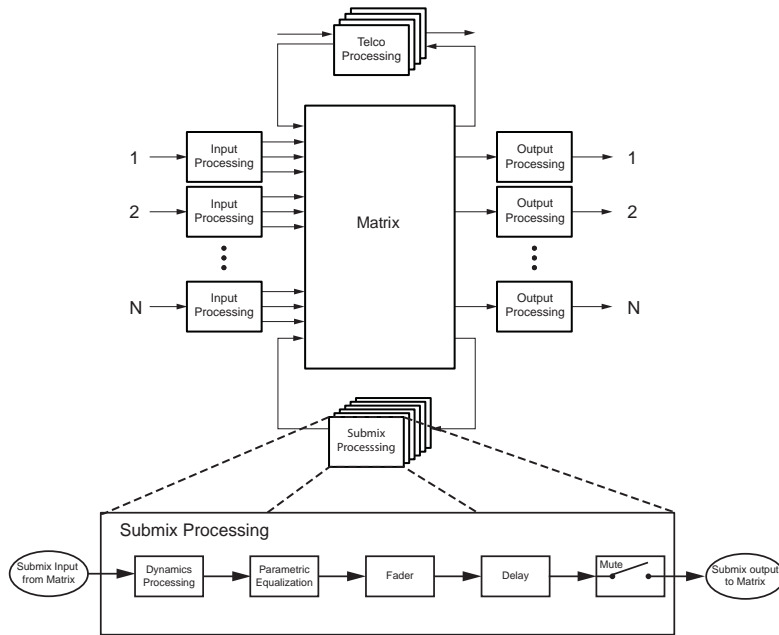 Telco
Processing
1
Input
Processing
Output
Processing
1
2
Input
Processing
Output
Processing
2
Matrix
N
Input
Processing
Output
Processing
N
Submix
Processsing
Submix Processing
Submix Input
from Matrix
Dynamics
Processing
Parametric
Equalization
Fader
Delay
Mute
Submix output
to Matrix